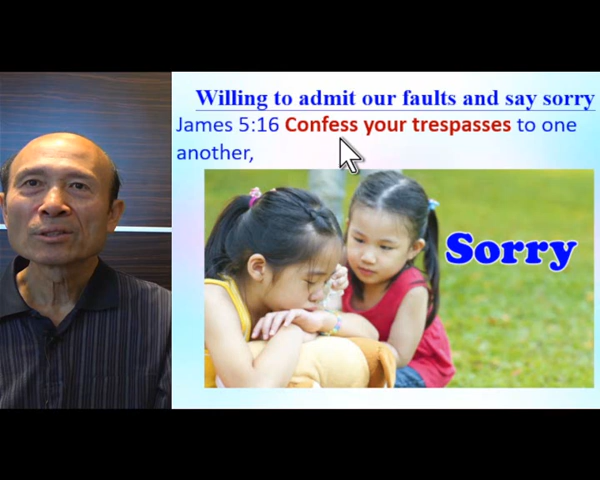 Willing to admit our faults and say sorry
James 5:16 Confess your trespasses to one
another,
Sorry